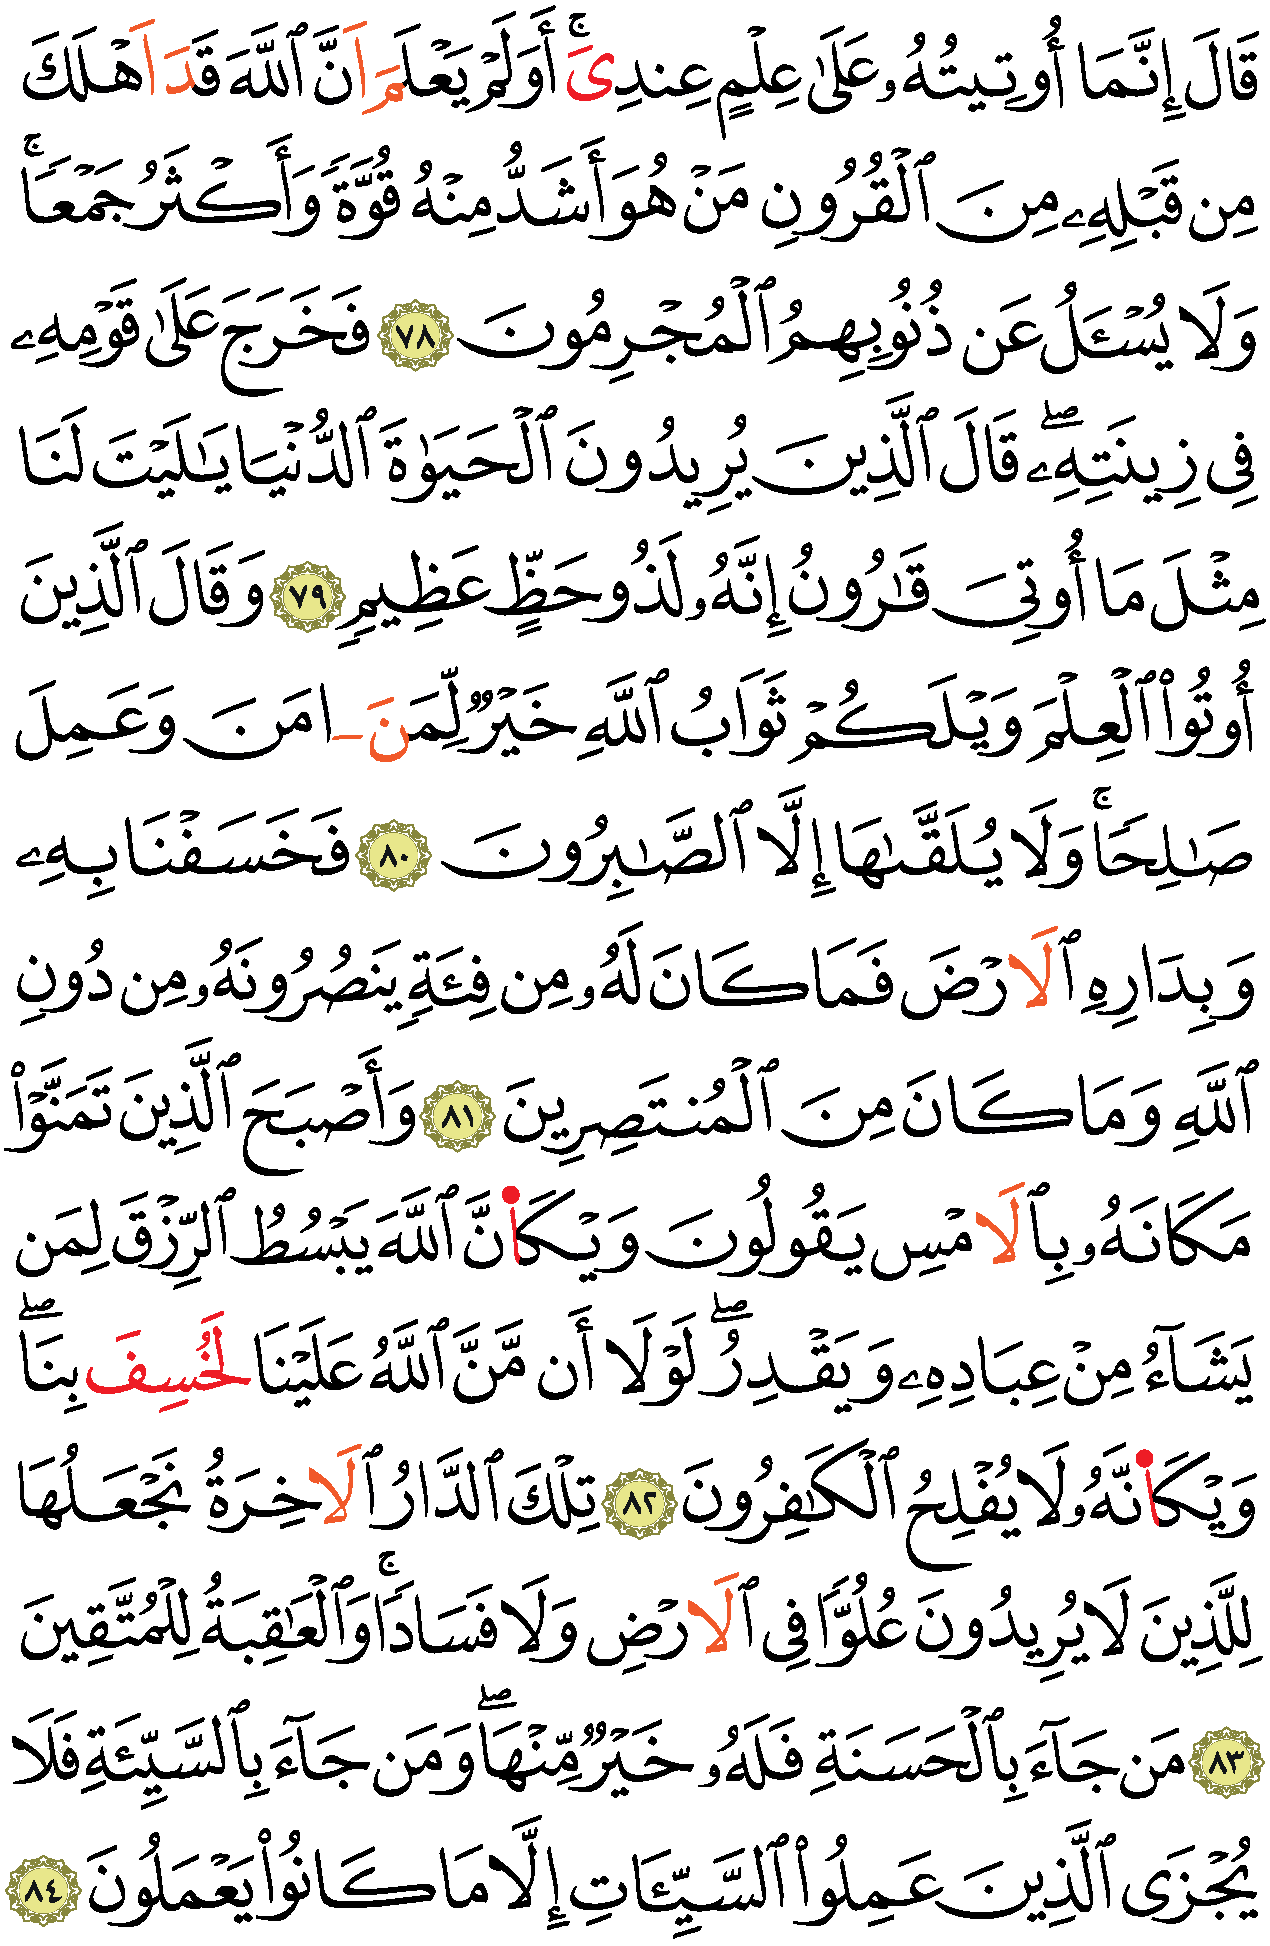 قَالَ إِنَّمَا أُوتِيتُهُۥ عَلَىٰ عِلْمٍ عِندِىَۚ أَوَلَمْ يَعْلَمَ اَنَّ ٱللَّهَ قَدَ اَهْلَكَ
مِن قَبْلِهِۦ مِنَ ٱلْقُرُونِ مَنْ هُوَ أَشَدُّ مِنْهُ قُوَّةً وَأَكْثَرُ جَمْعًاۚ
وَلَا يُسْـَٔلُ عَن ذُنُوبِهِمُ ٱلْمُجْرِمُونَ ٧٨ فَخَرَجَ عَلَىٰ قَوْمِهِۦ
فِى زِينَتِهِۦۖ قَالَ ٱلَّذِينَ يُرِيدُونَ ٱلْحَيَوٰةَ ٱلدُّنْيَا يَـٰلَيْتَ لَنَا
مِثْلَ مَا أُوتِىَ قَـٰرُونُ إِنَّهُۥ لَذُو حَظٍّ عَظِيمٍ ٧٩ وَقَالَ ٱلَّذِينَ
أُوتُوا۟ ٱلْعِلْمَ وَيْلَكُمْ ثَوَابُ ٱللَّهِ خَيْرٌ لِّمَنَ ـامَنَ وَعَمِلَ
صَـٰلِحًاۚ وَلَا يُلَقَّىٰهَا إِلَّا ٱلصَّـٰبِرُونَ ٨٠ فَخَسَفْنَا بِهِۦ
وَبِدَارِهِ ٱلَارْضَ فَمَا كَانَ لَهُۥ مِن فِئَةٍ يَنصُرُونَهُۥ مِن دُونِ
ٱللَّهِ وَمَا كَانَ مِنَ ٱلْمُنتَصِرِينَ ٨١ وَأَصْبَحَ ٱلَّذِينَ تَمَنَّوْا۟
مَكَانَهُۥ بِٱلَامْسِ يَقُولُونَ وَيْكَأَنَّ ٱللَّهَ يَبْسُطُ ٱلرِّزْقَ لِمَن
يَشَآءُ مِنْ عِبَادِهِۦ وَيَقْدِرُۖ لَوْلَا أَن مَّنَّ ٱللَّهُ عَلَيْنَا لَخُسِفَ بِنَاۖ
وَيْكَأَنَّهُۥ لَا يُفْلِحُ ٱلْكَـٰفِرُونَ ٨٢ تِلْكَ ٱلدَّارُ ٱلَاخِرَةُ نَجْعَلُهَا
لِلَّذِينَ لَا يُرِيدُونَ عُلُوًّا فِى ٱلَارْضِ وَلَا فَسَادًاۚ وَٱلْعَـٰقِبَةُ لِلْمُتَّقِينَ
٨٣ مَن جَآءَ بِٱلْحَسَنَةِ فَلَهُۥ خَيْرٌ مِّنْهَاۖ وَمَن جَآءَ بِٱلسَّيِّئَةِ فَلَا
يُجْزَى ٱلَّذِينَ عَمِلُوا۟ ٱلسَّيِّـَٔاتِ إِلَّا مَا كَانُوا۟ يَعْمَلُونَ ٨٤